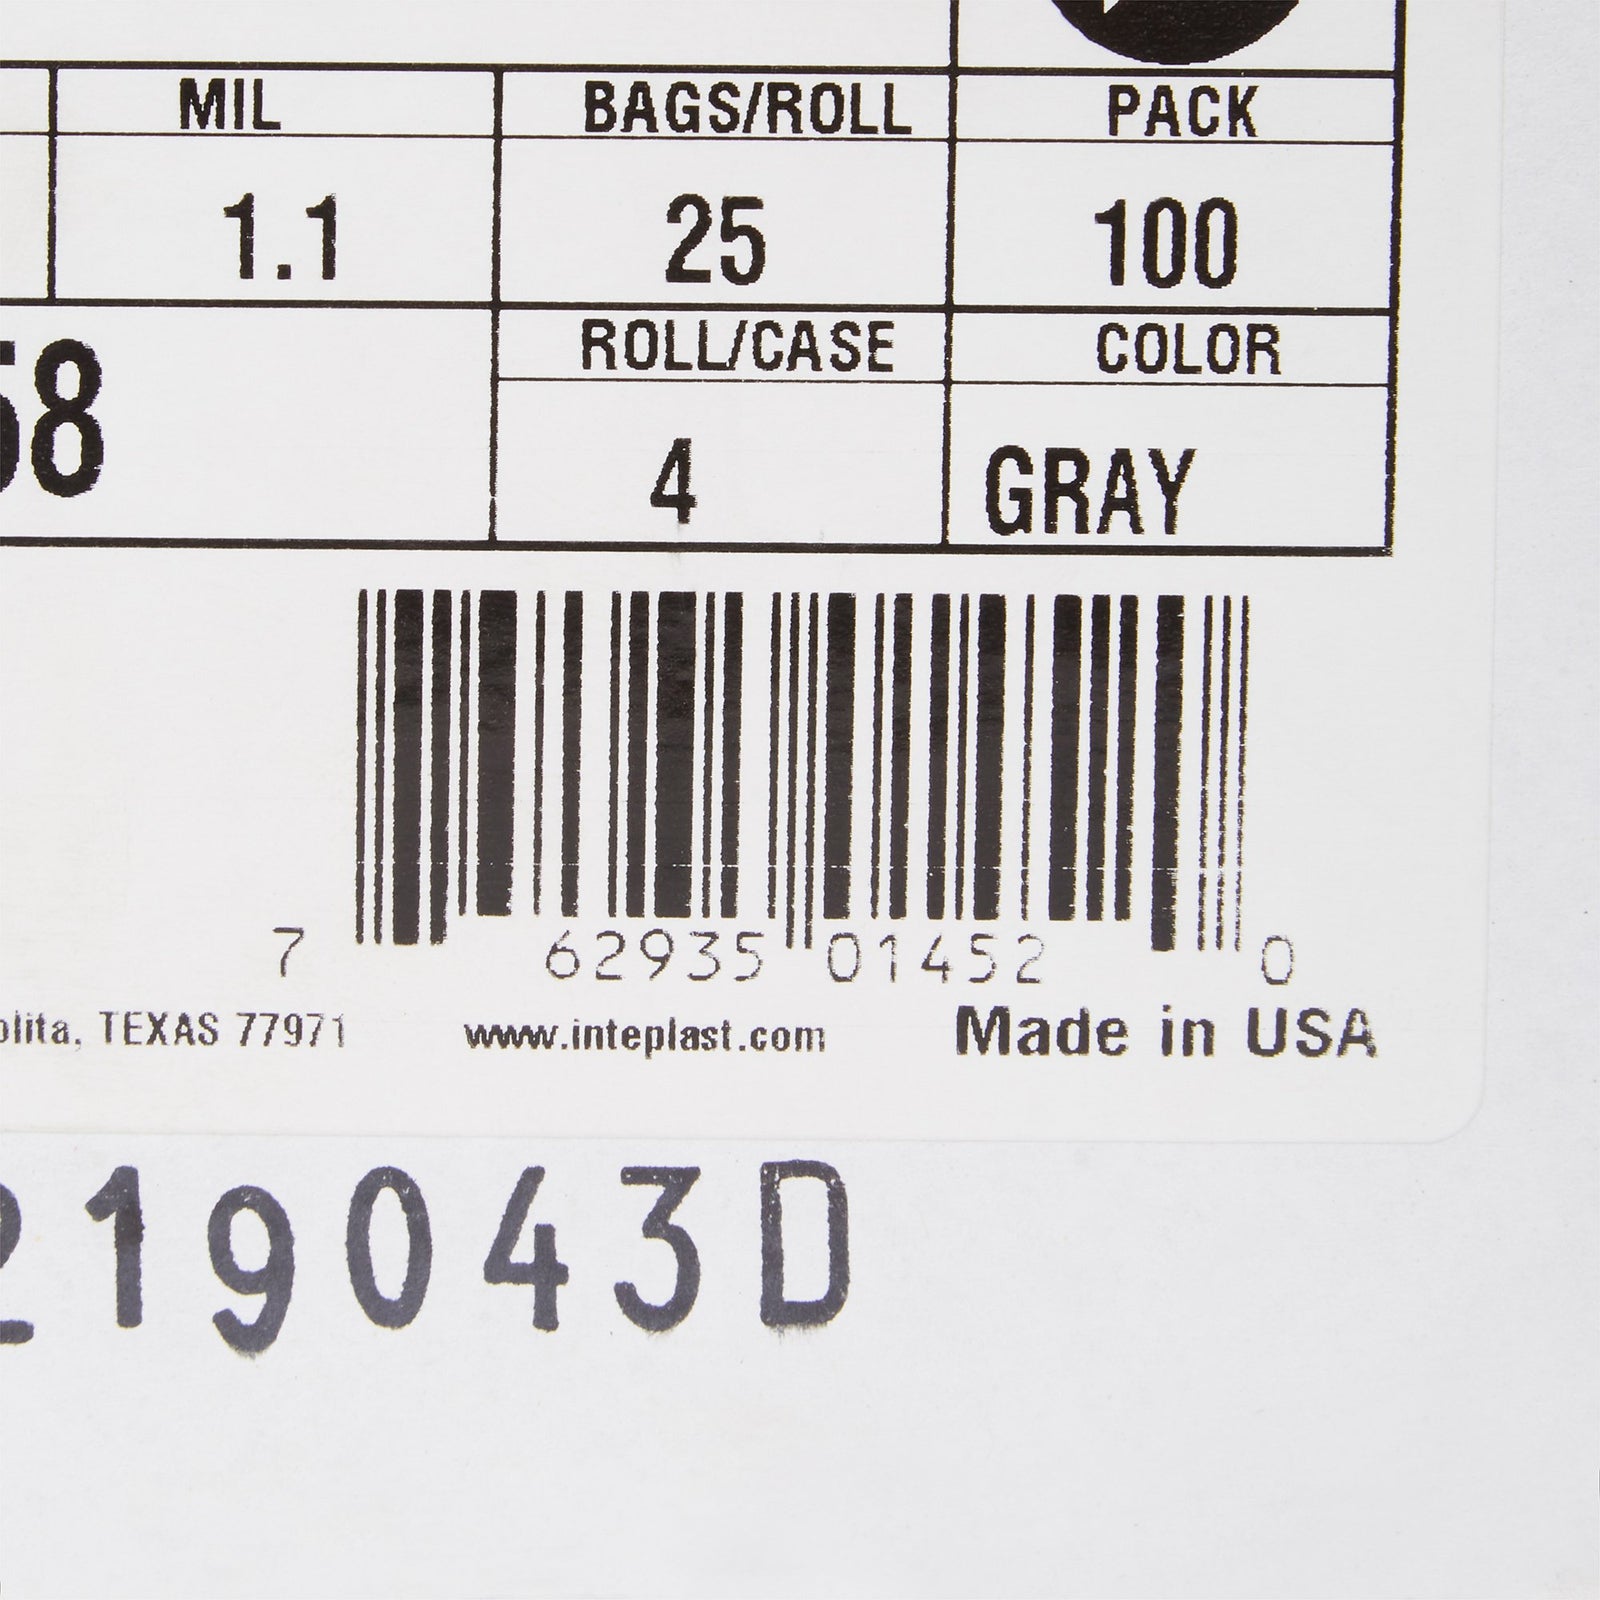 MIL BAGS/ROLL PACK
1.1 25 100
ROLL/CASE COLOR
58 4 GRAY
7 62935 01452 0
olita, TEXAS 77971 www.inteplast.com Made in USA
219043D